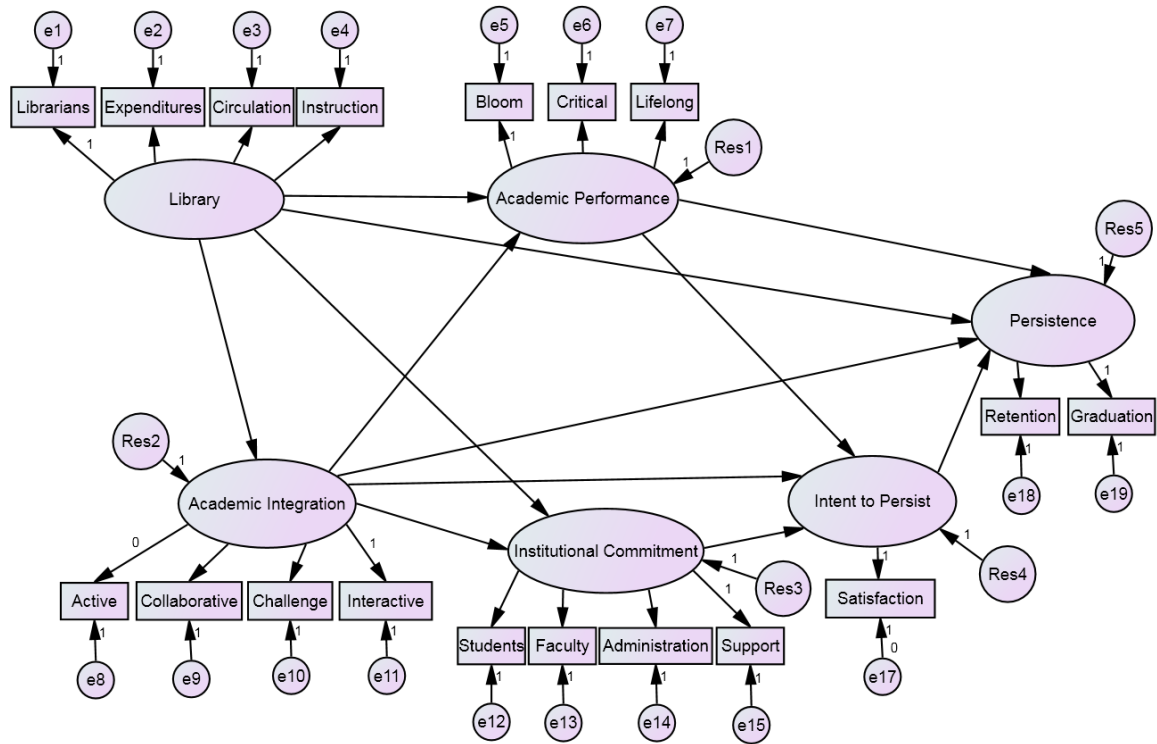 e1 e2 e3 e4 e5 e6 e7
1 1 1 1 1 1 1
Librarians Expenditures Circulation Instruction Bloom Critical Lifelong
1 1 Res1
1
Library Academic Performance
Res5
1
Persistence
1
Retention Graduation
Res2
1 1 1
e18 e19
Academic Integration Intent to Persist
0 1 Institutional Commitment 1 1 1
Res3 Res4
Active Collaborative Challenge Interactive 1 Satisfaction
1 1 1 1 Students Faculty Administration Support 1
0
e8 e9 e10 e11 1 1 1 1 e17
e12 e13 e14 e15